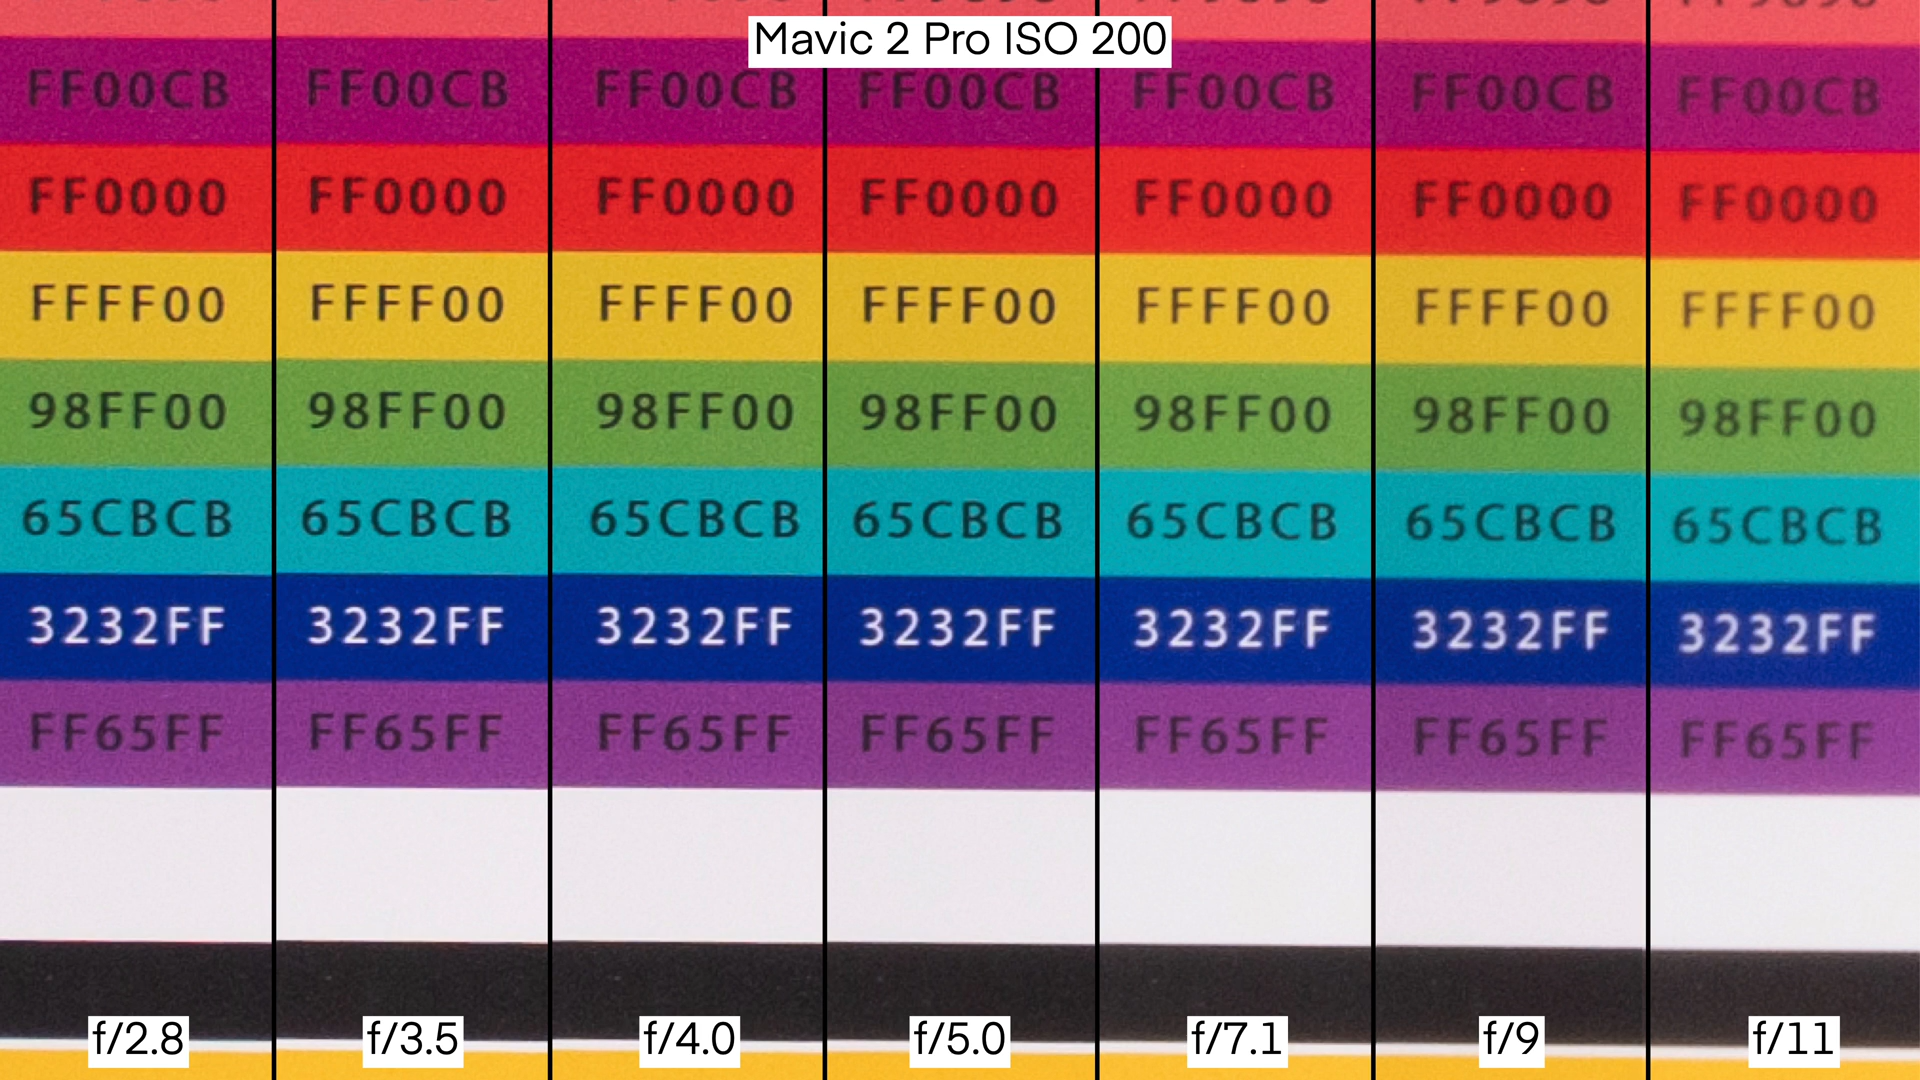 Mavic 2 Pro ISO 200
FF00CB FF00CB FF00CB FF00CB FF00CB FF00CB FF00CB
FF0000 FF0000 FF0000 FF0000 FF0000 FF0000 FF0000
FFFF00 FFFF00 FFFF00 FFFF00 FFFF00 FFFF00 FFFF00
98FF00 98FF00 98FF00 98FF00 98FF00 98FF00 98FF00
65CBCB 65CBCB 65CBCB 65CBCB 65CBCB 65CBCB 65CBCB
3232FF 3232FF 3232FF 3232FF 3232FF 3232FF 3232FF
FF65FF FF65FF FF65FF FF65FF FF65FF FF65FF FF65FF
f/2.8 f/3.5 f/4.0 f/5.0 f/7.1 f/9 f/11